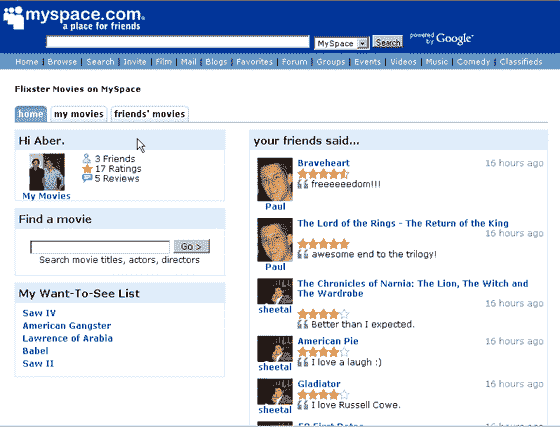 myspace.com®
a place for friends
MySpace Search powered by Google™
Home | Browse | Search | Invite | Film | Mail | Blogs | Favorites | Forum | Groups | Events | Videos | Music | Comedy | Classifieds
Flixster Movies on MySpace
home my movies friends' movies
Hi Aber.
3 Friends
17 Ratings
5 Reviews
My Movies
Find a movie
Go >
Search movie titles, actors, directors
My Want-To-See List
Saw IV
American Gangster
Lawrence of Arabia
Babel
Saw II
your friends said...
Braveheart 16 hours ago
freeeeeedom!!!
Paul
The Lord of the Rings - The Return of the King
16 hours ago
awesome end to the trilogy!
Paul
The Chronicles of Narnia: The Lion, The Witch and
The Wardrobe
16 hours ago
Better than I expected.
sheetal
American Pie 16 hours ago
I love a laugh :)
sheetal
Gladiator 16 hours ago
I love Russell Cowe.
sheetal